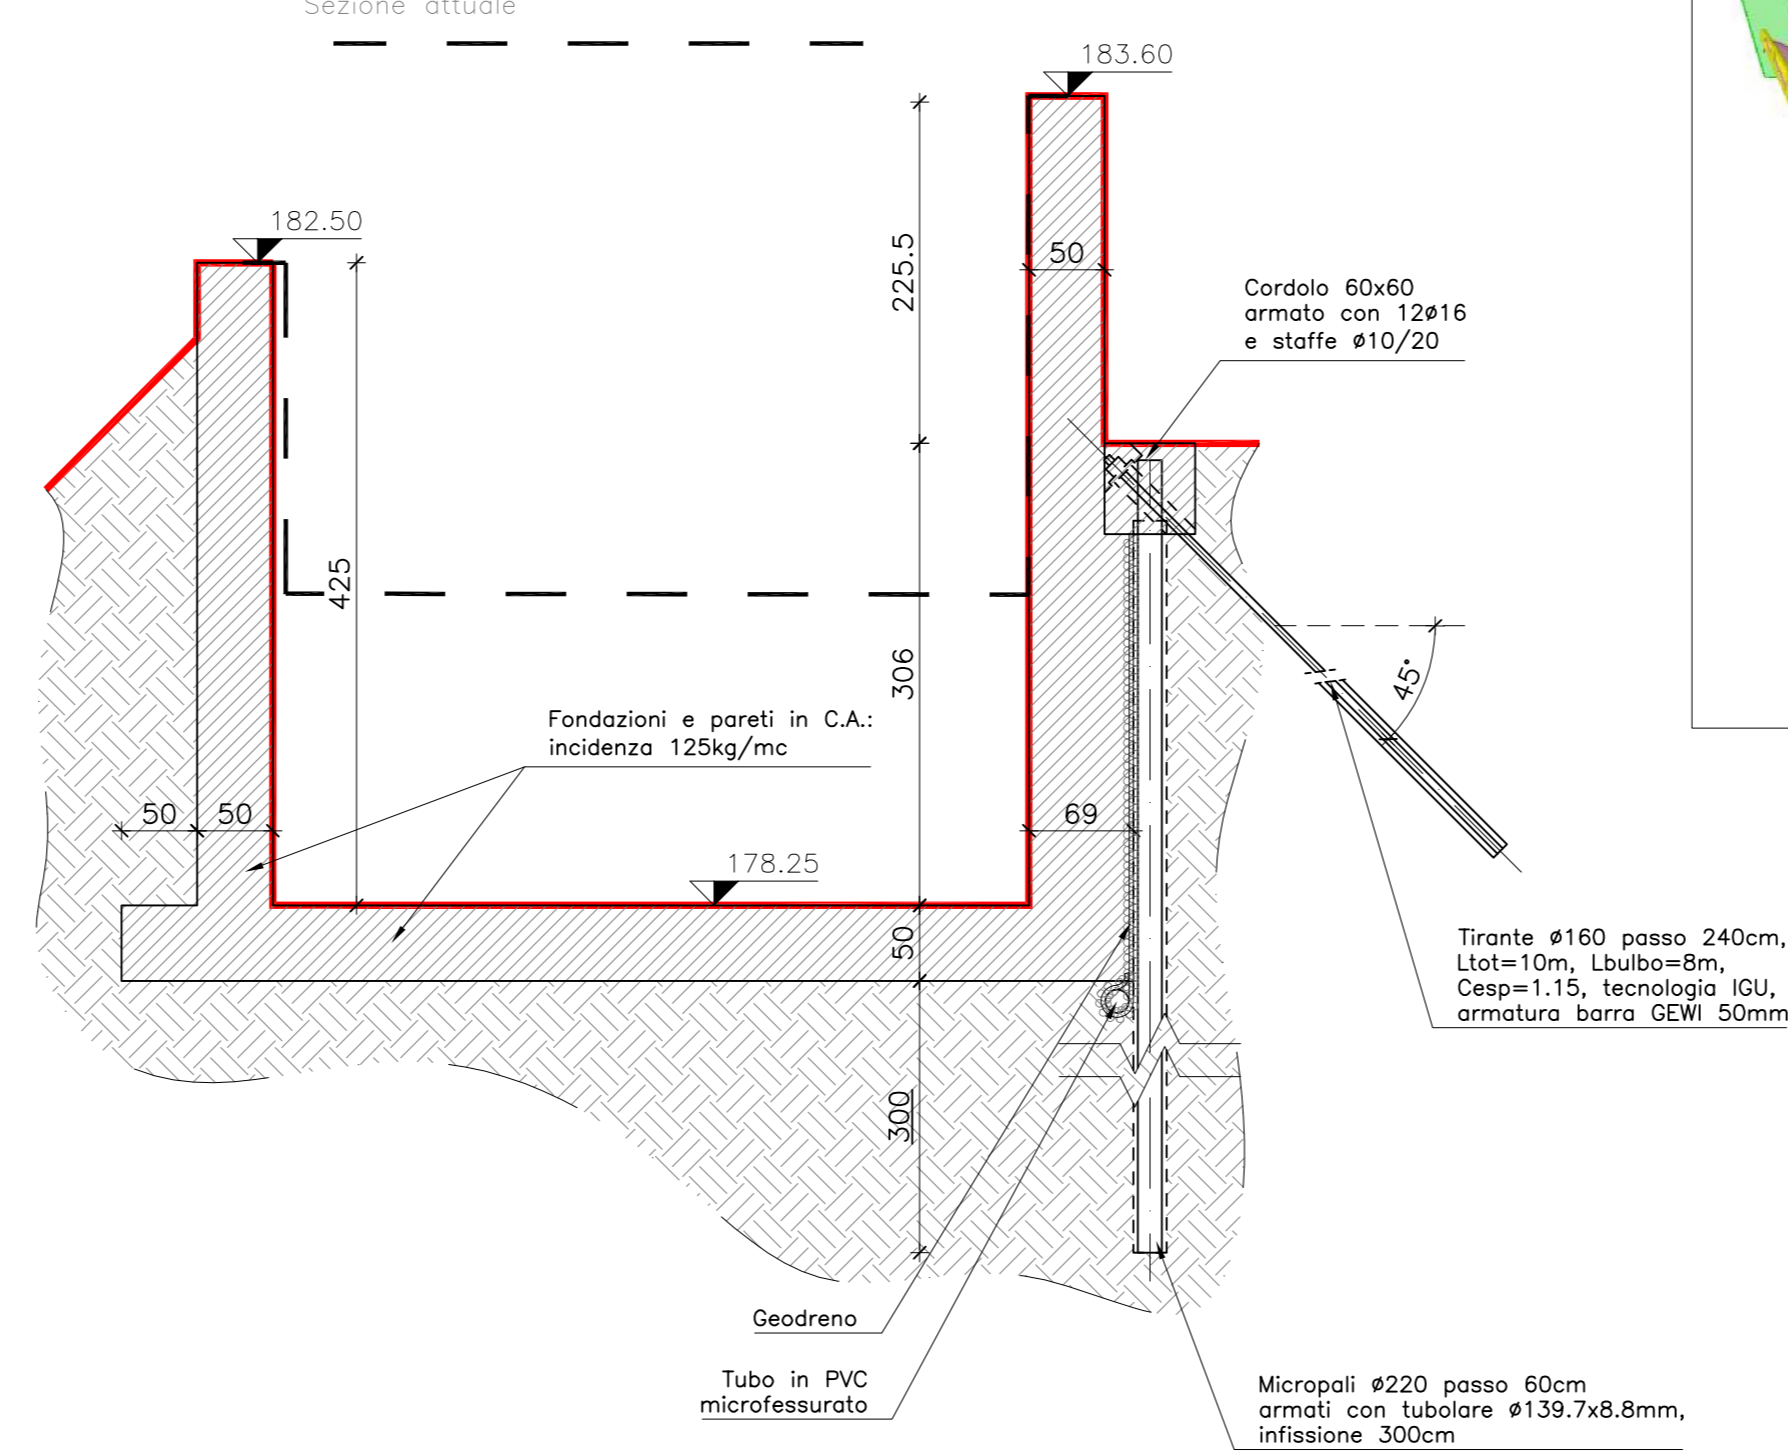 Sezione attuale
183.60
182.50
225.5
50
Cordolo 60x60
armato con 12ø16
e staffe ø10/20
425
306
45°
Fondazioni e pareti in C.A.:
incidenza 125kg/mc
50
50
69
178.25
50
Tirante ø160 passo 240cm,
Ltot=10m, Lbulbo=8m,
Cesp=1.15, tecnologia IGU,
armatura barra GEWI 50mm
300
Geodreno
Tubo in PVC
microfessurato
Micropali ø220 passo 60cm
armati con tubolare ø139.7x8.8mm,
infissione 300cm